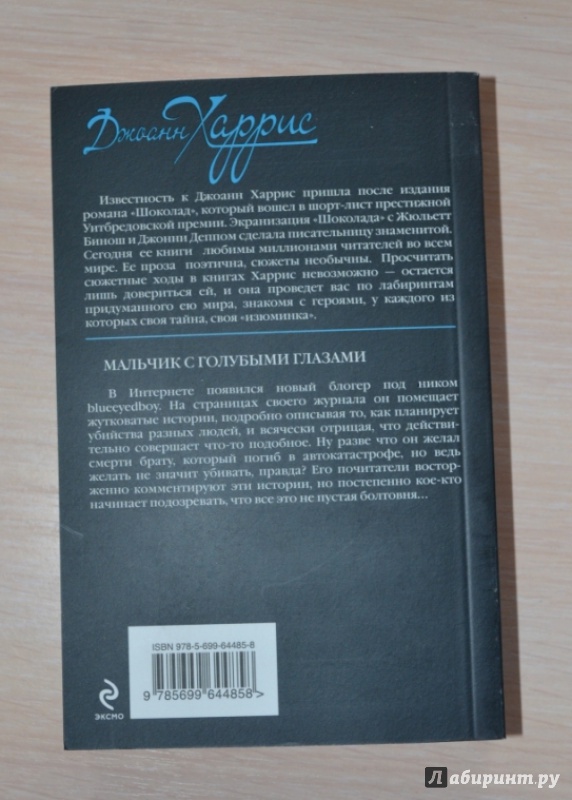 Джоанн Харрис
Известность к Джоанн Харрис пришла после издания
романа «Шоколад», который вошел в шорт-лист престижной
Уитбредовской премии. Экранизация «Шоколада» с Жюльетт
Бинош и Джонни Деппом сделала писательницу знаменитой.
Сегодня ее книги любимы миллионами читателей во всем
мире. Ее проза поэтична, сюжеты необычны. Просчитать
сюжетные ходы в книгах Харрис невозможно — остается
лишь довериться ей, и она проведет вас по лабиринтам
придуманного ею мира, знакомя с героями, у каждого из
которых своя тайна, своя «изюминка».
МАЛЬЧИК С ГОЛУБЫМИ ГЛАЗАМИ
В Интернете появился новый блогер под ником
blueeyedboy. На страницах своего журнала он помещает
жутковатые истории, подробно описывая то, как планирует
убийства разных людей, и всячески отрицая, что действи-
тельно совершает что-то подобное. Ну разве что он желал
смерти брату, который погиб в автокатастрофе, но ведь
желать не значит убивать, правда? Его почитатели востор-
женно комментируют эти истории, но постепенно кое-кто
начинает подозревать, что все это не пустая болтовня...
ISBN 978-5-699-64485-8
9 785699 644858 >
ЭКСМО
Лабиринт.ру